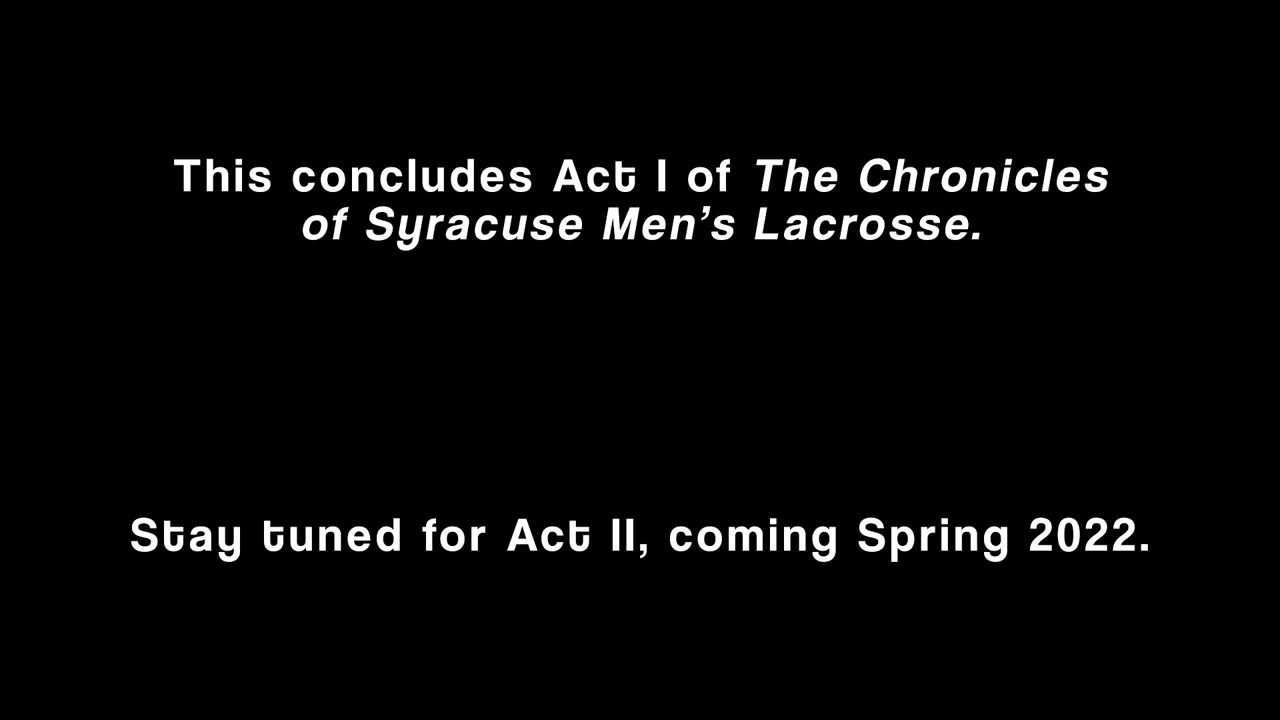 This concludes Act I of The Chronicles
of Syracuse Men’s Lacrosse.
Stay tuned for Act II, coming Spring 2022.